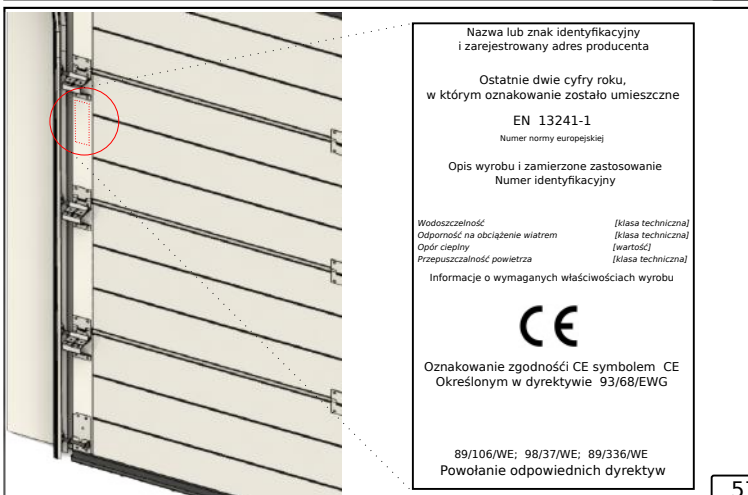 Nazwa lub znak identyfikacyjny
i zarejestrowany adres producenta
Ostatnie dwie cyfry roku,
w którym oznakowanie zostało umieszczne
EN 13241-1
Numer normy europejskiej
Opis wyrobu i zamierzone zastosowanie
Numer identyfikacyjny
Wodoszczelność [klasa techniczna]
Odporność na obciążenie wiatrem [klasa techniczna]
Opór cieplny [wartość]
Przepuszczalność powietrza [klasa techniczna]
Informacje o wymaganych właściwościach wyrobu
CE
Oznakowanie zgodnośći CE symbolem CE
Określonym w dyrektywie 93/68/EWG
89/106/WE; 98/37/WE; 89/336/WE
Powołanie odpowiednich dyrektyw